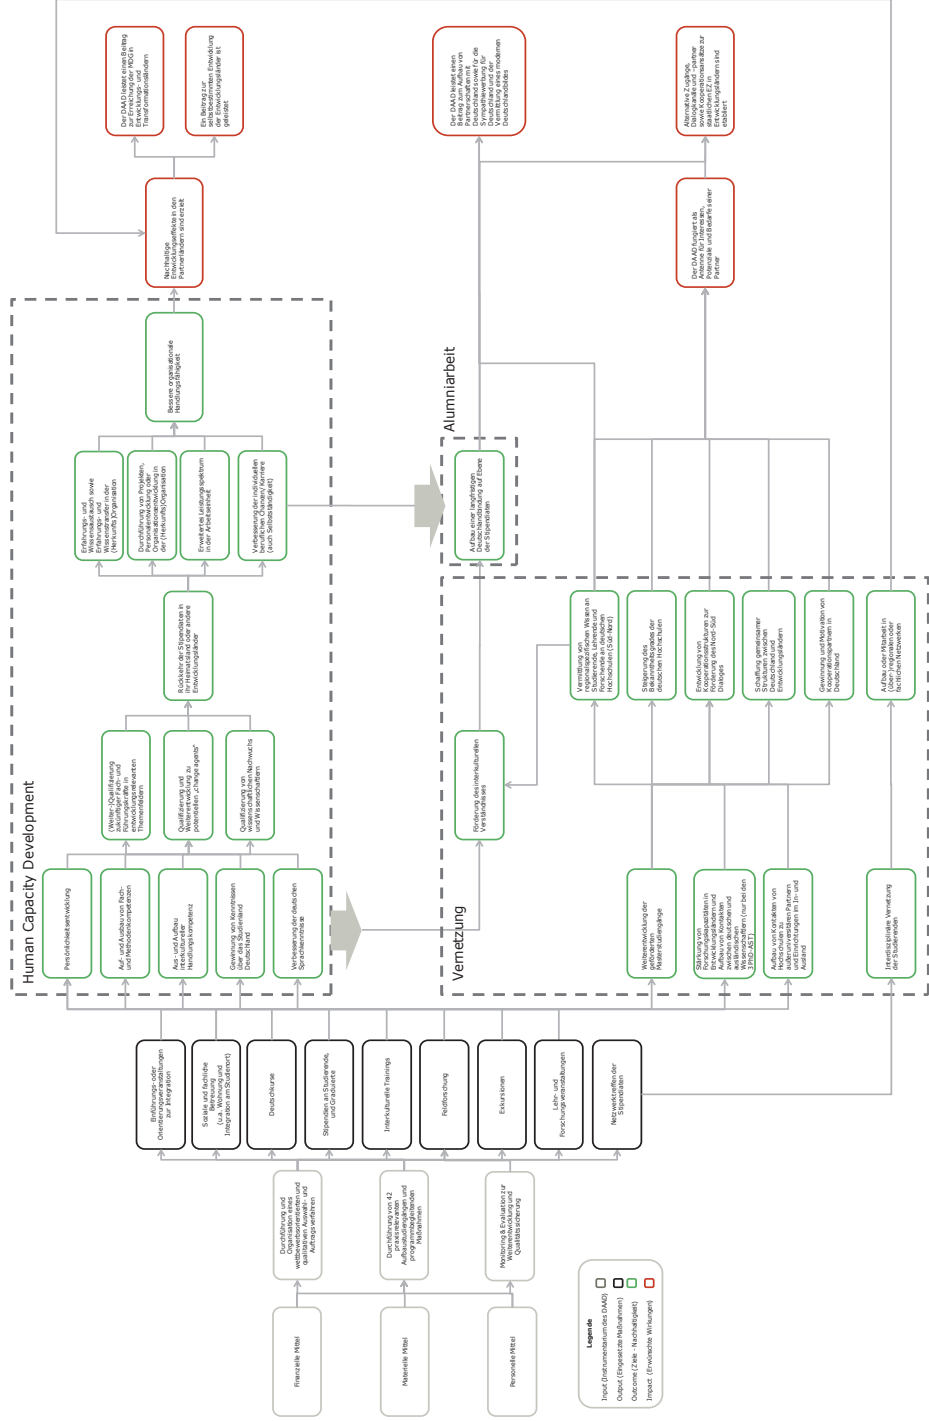 Finanzielle Mittel
Materielle Mittel
Personelle Mittel
Durchführung und
Organisation eines
wettbewerbsorientierten und
qualitativen Auswahl- und
Auftragsverfahren
Durchführung von 42
praxisrelevanten
Aufbaustudiengängen und
programmbegleitenden
Maßnahmen
Monitoring & Evaluation zur
Weiterentwicklung und
Qualitätssicherung
Einführungs- oder
Orientierungsveranstaltungen
zur Integration
Soziale und fachliche
Betreuung
(u.a. Wohnung und
Integration am Studienort)
Deutschkurse
Stipendien an Studierende,
und Graduierte
Interkulturelle Trainings
Feldforschung
Exkursionen
Lehr- und
Forschungsveranstaltungen
Netzwerktreffen der
Stipendiaten
Human Capacity Development
Persönlichkeitsentwicklung
Auf- und Ausbau von Fach-
und Methodenkompetenzen
Aus- und Aufbau
interkultureller
Handlungskompetenz
Gewinnung von Kenntnissen
über das Studienland
Deutschland
Verbesserung der deutschen
Sprachkenntnisse
(Weiter-)Qualifizierung
zukünftiger Fach- und
Führungskräfte in
entwicklungsrelevanten
Themenfeldern
Qualifizierung und
Weiterentwicklung zu
potentiellen „change agents"
Qualifizierung von
wissenschaftlichen Nachwuchs
und Wissenschaftlern
Rückkehr der Stipendiaten in
ihr Heimatsland oder andere
Entwicklungsländer
Erfahrungs- und
Wissensaustausch sowie
Erfahrungs- und
Wissenstransfer in der
(Herkunfts)Organisation
Durchführung von Projekten,
Personalentwicklung oder
Organisationsentwicklung in
der (Herkunfts)Organisation
Erweitertes Leistungsspektrum
in der Arbeitseinheit
Verbesserung der individuellen
beruflichen Chancen/ Karriere
(auch Selbstständigkeit)
Bessere organisationale
Handlungsfähigkeit
Nachhaltige
Entwicklungseffekte in den
Partnerländern sind erzielt
Der DAAD leistet einen Beitrag
zur Erreichung der MDG in
Entwicklungs- und
Transformationsländern
Ein Beitrag zur
selbstbestimmten Entwicklung
der Entwicklungsländer ist
geleistet
Vernetzung
Förderung des interkulturellen
Verständnisses
Weiterentwicklung der
geförderten
Masterstudiengänge
Stärkung von
Forschungskapazitäten in
Entwicklungsländern und
Aufbau von Kontakten
zwischen deutschen und
ausländischen
Wissenschaftlern (nur bei den
3 PhD-AST)
Aufbau von Kontakten von
Hochschulen zu
außeruniversitären Partnern
und Einrichtungen im In- und
Ausland
Interdisziplinäre Vernetzung
der Studierenden
Vermittlung von
regionalspezifischen Wissen an
Studierende, Lehrende und
Forschende an deutschen
Hochschulen (Süd-Nord)
Steigerung des
Bekanntheitsgrades der
deutschen Hochschulen
Entwicklung von
Kooperationsstrukturen zur
Förderung des Nord-Süd
Dialoges
Schaffung gemeinsamer
Strukturen zwischen
Deutschland und
Entwicklungsländern
Gewinnung und Motivation von
Kooperationspartnern in
Deutschland
Aufbau oder Mitarbeit in
(über-)regionalen oder
fachlichen Netzwerken
Alumniarbeit
Aufbau einer langfristigen
Deutschlandbindung auf Ebene
der Stipendiaten
Der DAAD fungiert als
Antenne für Interessen,
Potenziale und Bedarfe seiner
Partner
Der DAAD leistet einen
Beitrag zum Aufbau von
Partnerschaften mit
Deutschland sowie für die
Sympathiewerbung für
Deutschland und der
Vermittlung eines modernen
Deutschlandbildes
Alternative Zugänge,
Dialogkanäle und –partner
sowie Kooperationsansätze zur
staatlichen EZ in
Entwicklungsländern sind
etabliert
Legende
Input (Instrumentarium des DAAD)
Output (Eingesetzte Maßnahmen)
Outcome (Ziele - Nachhaltigkeit)
Impact (Erwünschte Wirkungen)